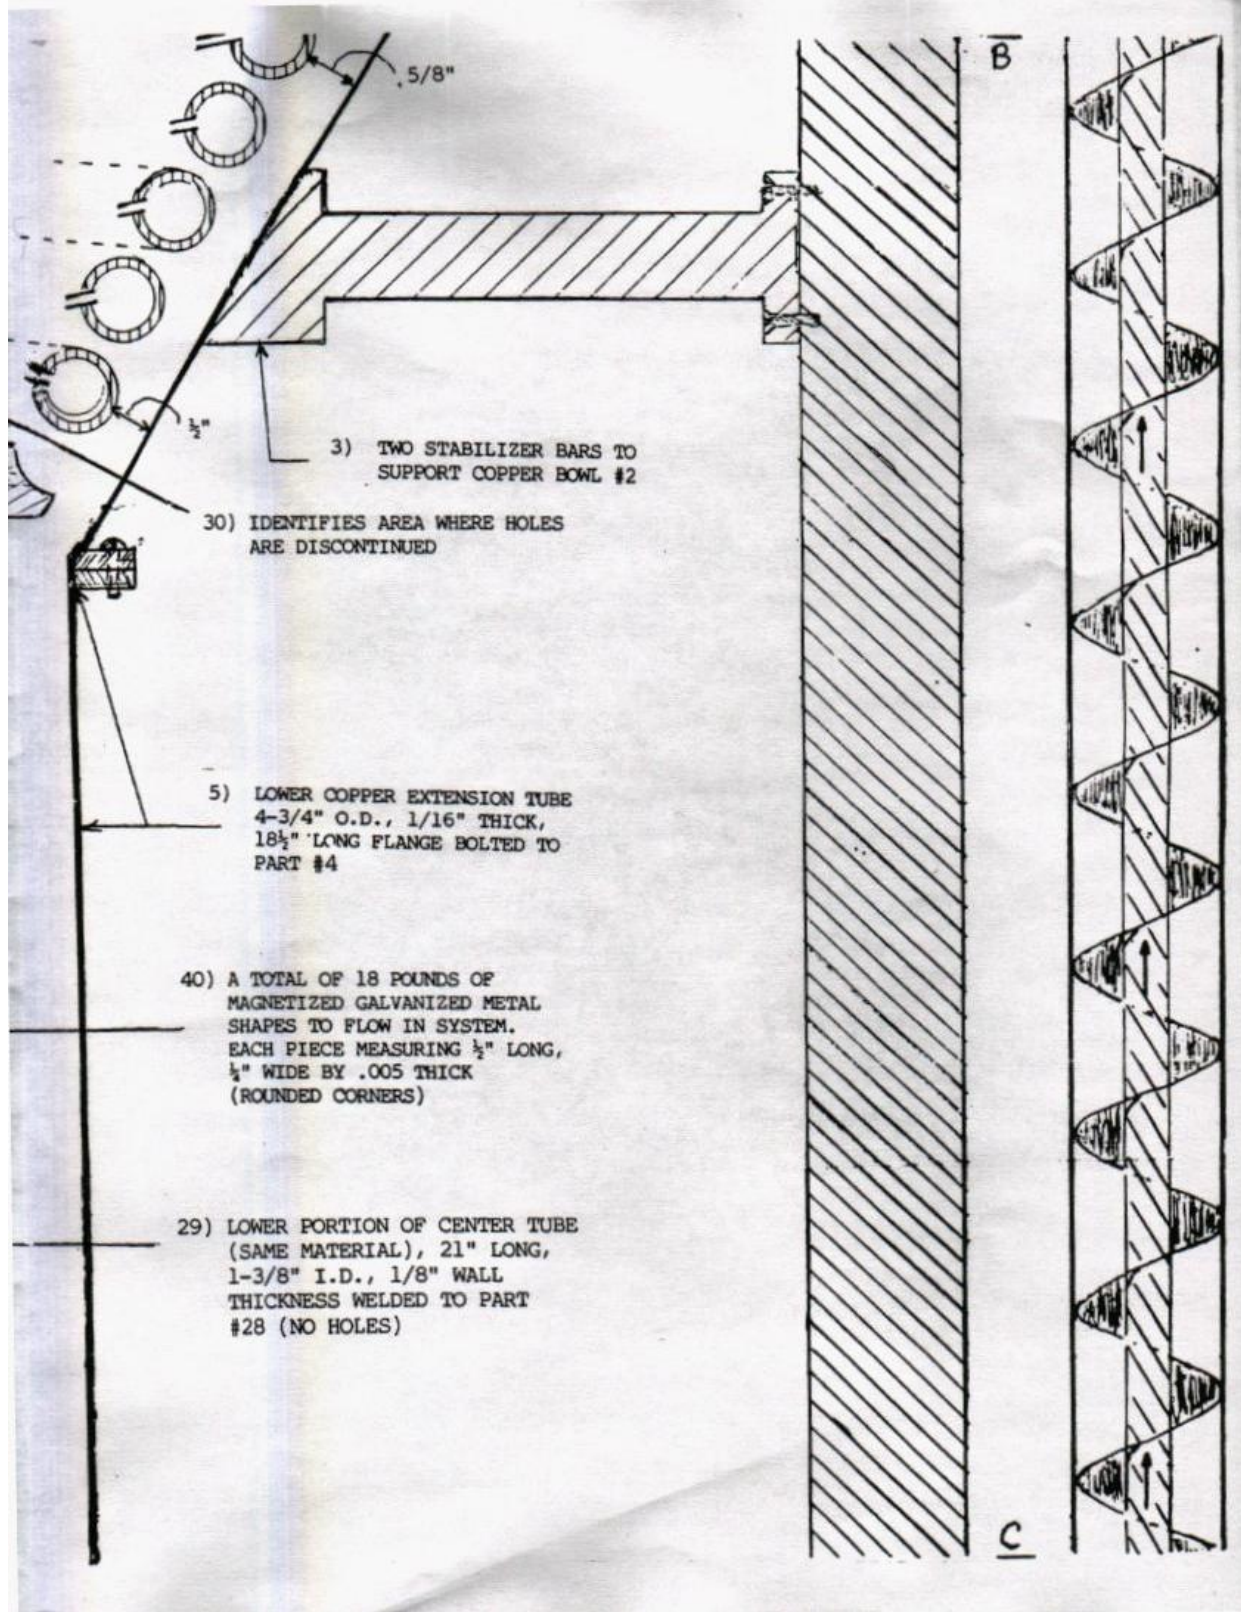 B
.5/8"
½"
3) TWO STABILIZER BARS TO
SUPPORT COPPER BOWL #2
30) IDENTIFIES AREA WHERE HOLES
ARE DISCONTINUED
5) LOWER COPPER EXTENSION TUBE
4-3/4" O.D., 1/16" THICK,
18½" LONG FLANGE BOLTED TO
PART #4
40) A TOTAL OF 18 POUNDS OF
MAGNETIZED GALVANIZED METAL
SHAPES TO FLOW IN SYSTEM.
EACH PIECE MEASURING ½" LONG,
¼" WIDE BY .005 THICK
(ROUNDED CORNERS)
29) LOWER PORTION OF CENTER TUBE
(SAME MATERIAL), 21" LONG,
1-3/8" I.D., 1/8" WALL
THICKNESS WELDED TO PART
#28 (NO HOLES)
C